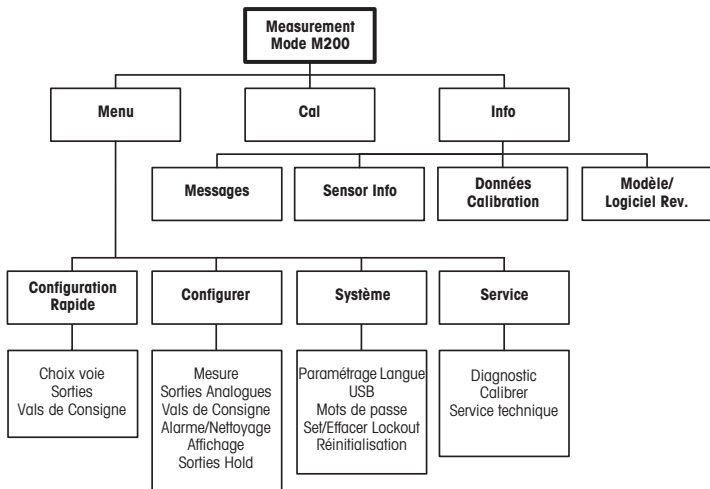 Measurement
Mode M200
Menu
Cal
Info
Messages
Sensor Info
Données
Calibration
Modèle/
Logiciel Rev.
Configuration
Rapide
Configurer
Système
Service
Choix voie
Sorties
Vals de Consigne
Mesure
Sorties Analogues
Vals de Consigne
Alarme/Nettoyage
Affichage
Sorties Hold
Paramétrage Langue
USB
Mots de passe
Set/Effacer Lockout
Réinitialisation
Diagnostic
Calibrer
Service technique